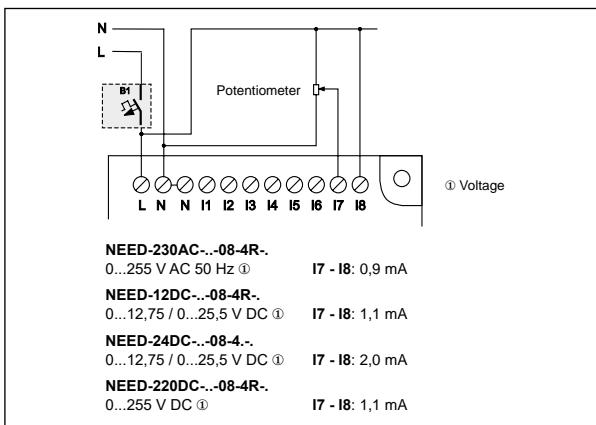 N
L
B1
Potentiometer
① Voltage
L N N I1 I2 I3 I4 I5 I6 I7 I8
NEED-230AC-..-08-4R-.
0...255 V AC 50 Hz ① I7 - I8: 0,9 mA
NEED-12DC-..-08-4R-.
0...12,75 / 0...25,5 V DC ① I7 - I8: 1,1 mA
NEED-24DC-..-08-4.-.
0...12,75 / 0...25,5 V DC ① I7 - I8: 2,0 mA
NEED-220DC-..-08-4R-.
0...255 V DC ① I7 - I8: 1,1 mA